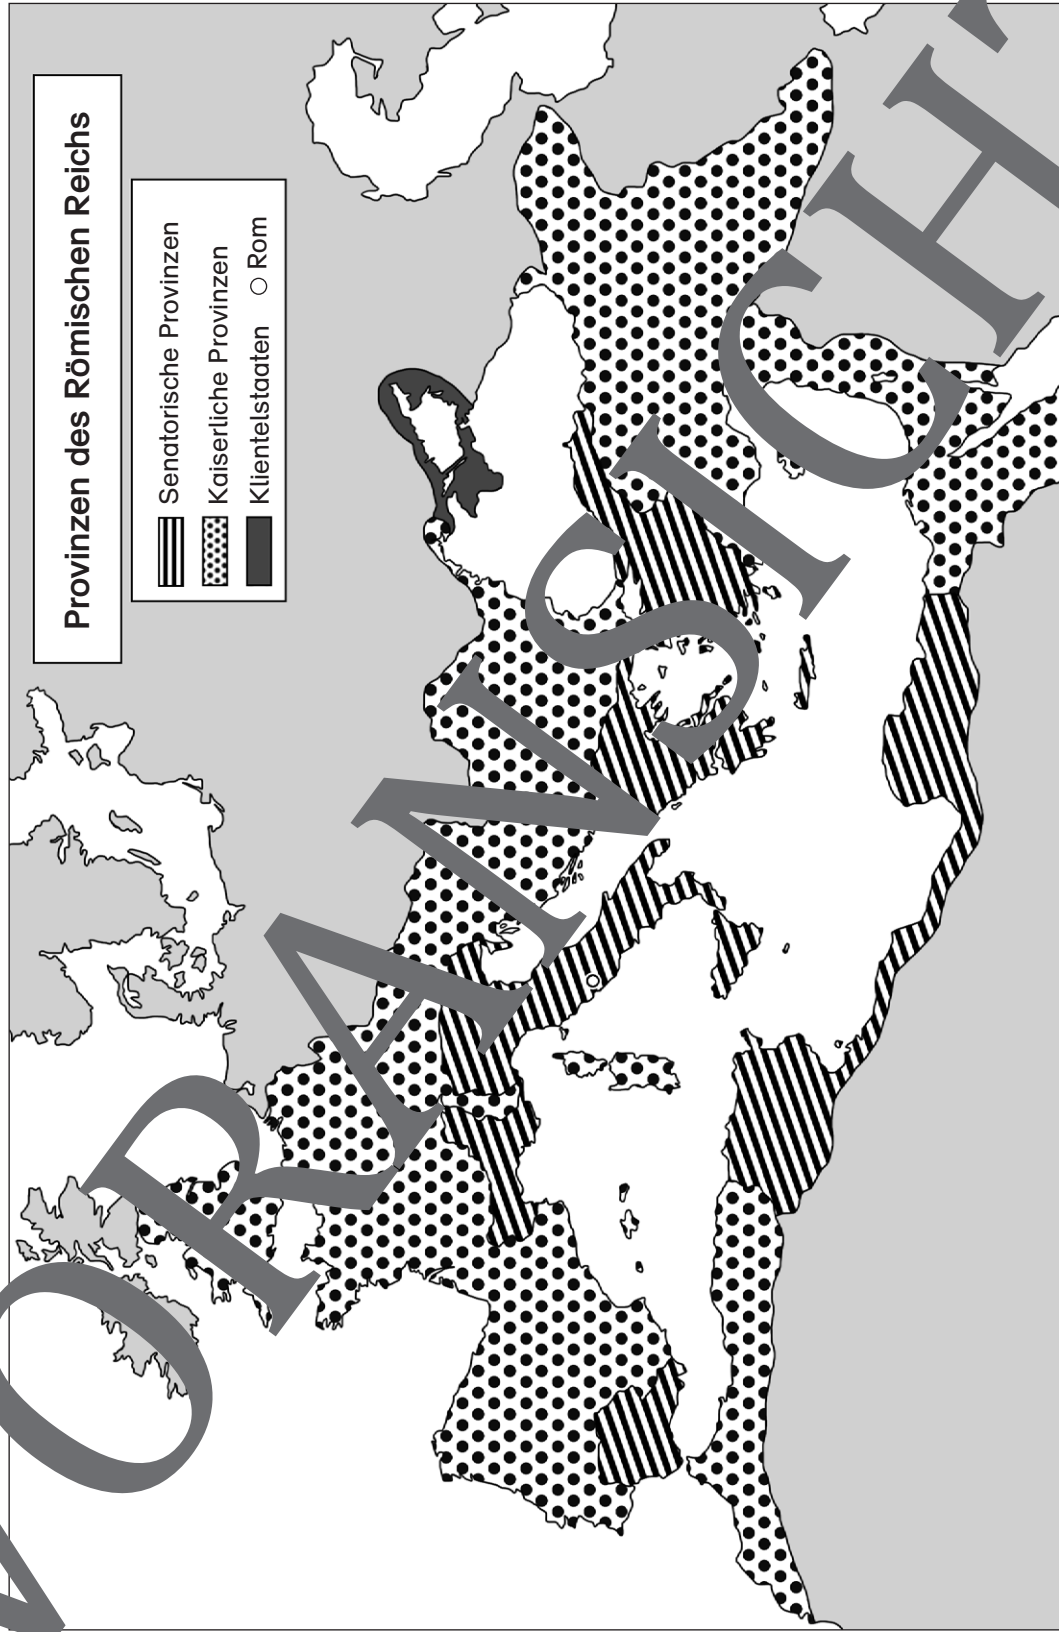 Provinzen des Römischen Reichs
Senatorische Provinzen
Kaiserliche Provinzen
Klientelstaaten
Rom
VORANSICHT